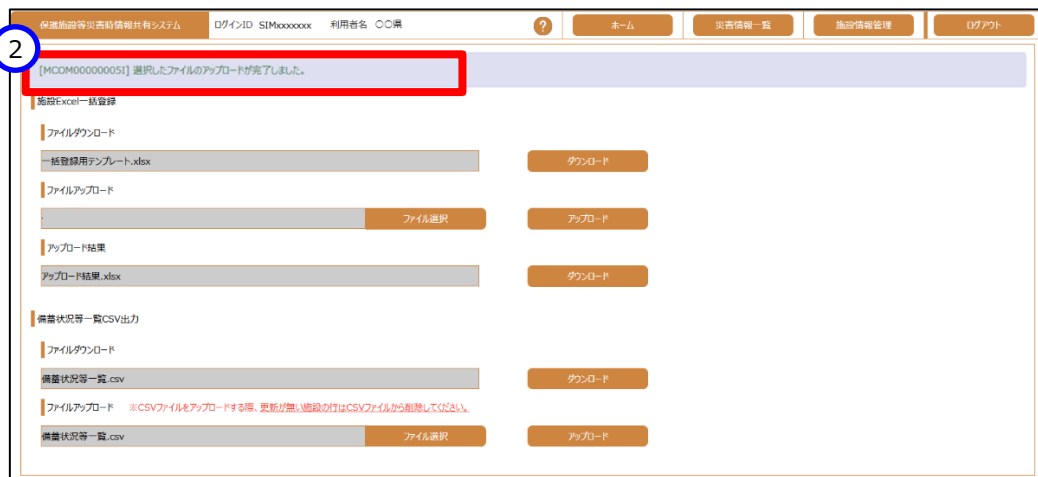 保護施設等災害時情報共有システム ログインID SIMxxxxxxx 利用者名 〇〇県 ? ホーム 災害情報一覧 施設情報管理 ログアウト
2
[MCOM00000005I] 選択したファイルのアップロードが完了しました。
施設Excel一括登録
ファイルダウンロード
一括登録用テンプレート.xlsx ダウンロード
ファイルアップロード
ファイル選択 アップロード
アップロード結果
アップロード結果.xlsx ダウンロード
備蓄状況等一覧CSV出力
ファイルダウンロード
備蓄状況等一覧.csv ダウンロード
ファイルアップロード ※CSVファイルをアップロードする際、更新が無い施設の行はCSVファイルから削除してください。
備蓄状況等一覧.csv ファイル選択 アップロード